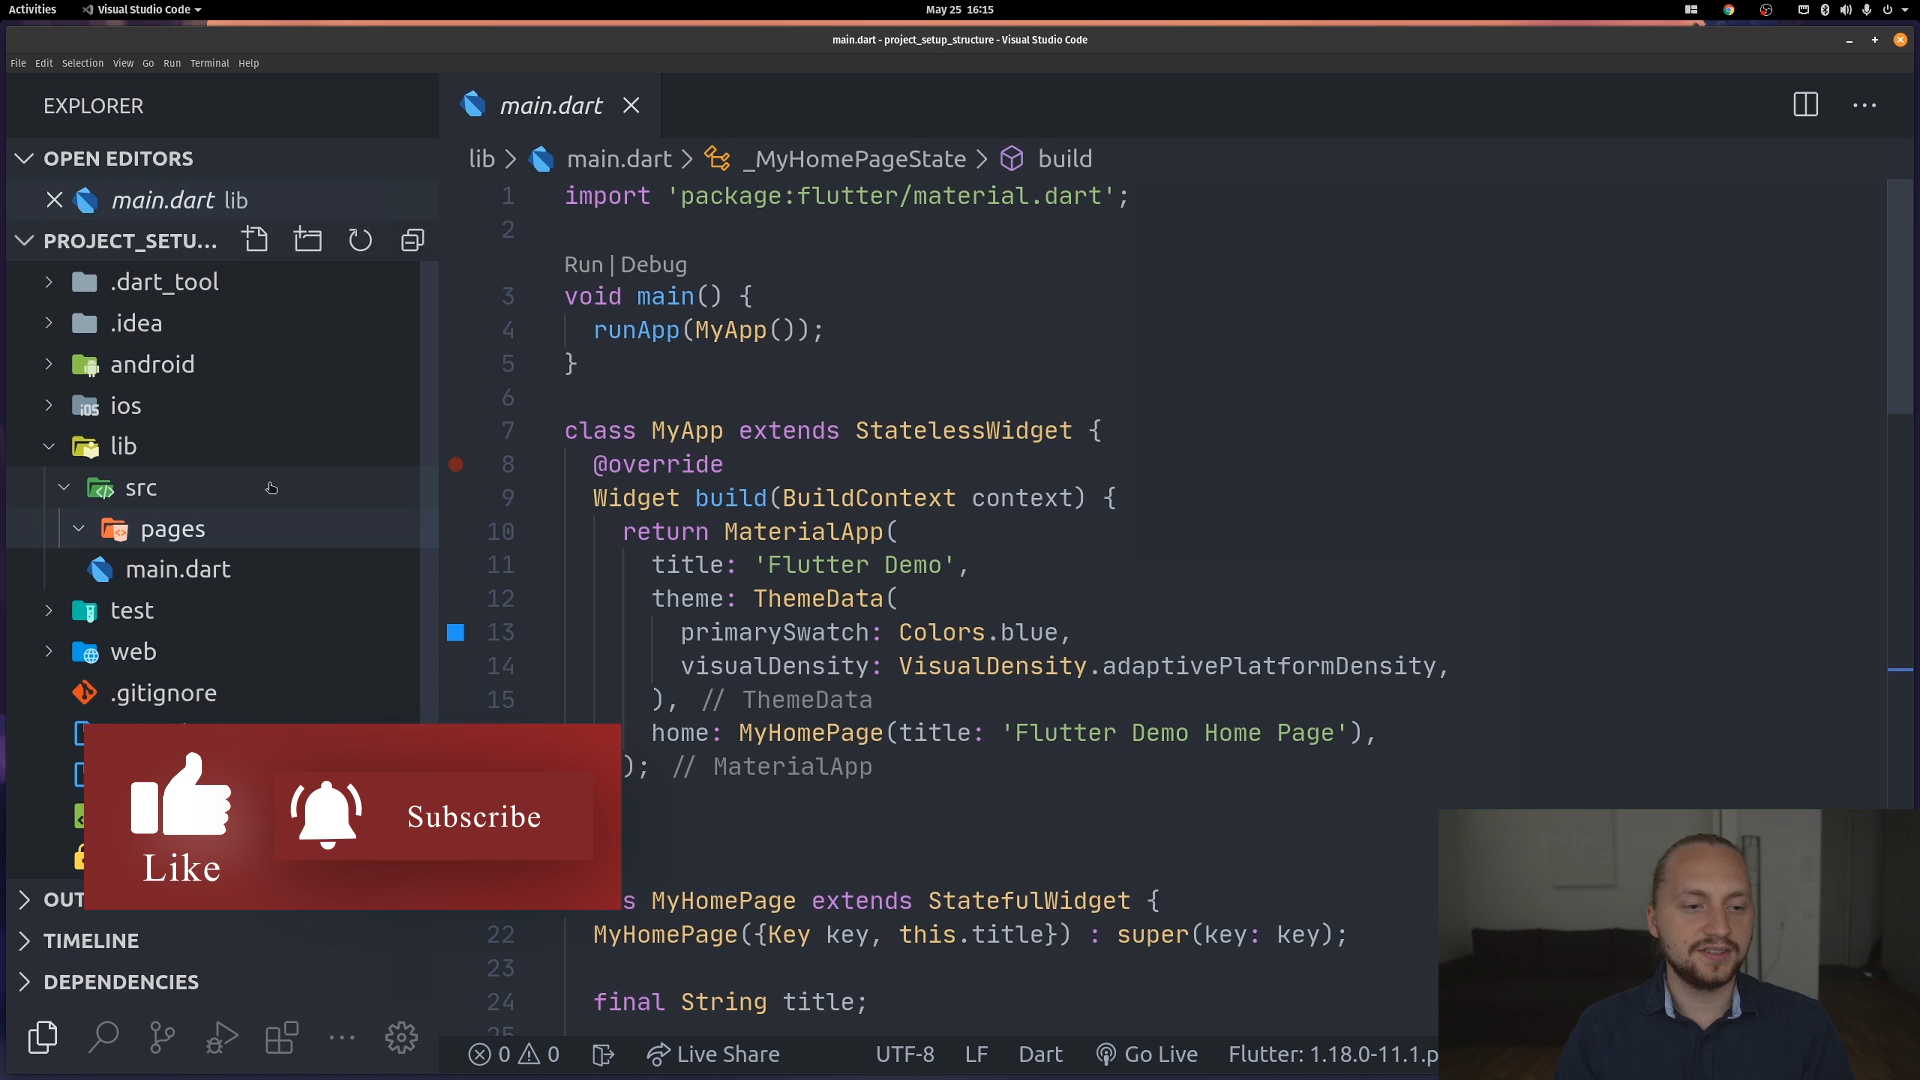 Activities
Visual Studio Code
May 25 16:15
main.dart - project_setup_structure - Visual Studio Code
File Edit Selection View Go Run Terminal Help
EXPLORER
OPEN EDITORS
main.dart lib
PROJECT_SETU...
.dart_tool
.idea
android
ios
lib
src
pages
main.dart
test
web
.gitignore
Like
Subscribe
OUT
TIMELINE
DEPENDENCIES
main.dart
lib > main.dart > _MyHomePageState > build
1 import 'package:flutter/material.dart';
2
Run | Debug
3 void main() {
4 runApp(MyApp());
5 }
6
7 class MyApp extends StatelessWidget {
8 @override
9 Widget build(BuildContext context) {
10 return MaterialApp(
11 title: 'Flutter Demo',
12 theme: ThemeData(
13 primarySwatch: Colors.blue,
14 visualDensity: VisualDensity.adaptivePlatformDensity,
15 ), // ThemeData
home: MyHomePage(title: 'Flutter Demo Home Page'),
); // MaterialApp
s MyHomePage extends StatefulWidget {
22 MyHomePage({Key key, this.title}) : super(key: key);
23
24 final String title;
25
0 0 Live Share UTF-8 LF Dart Go Live Flutter: 1.18.0-11.1.p